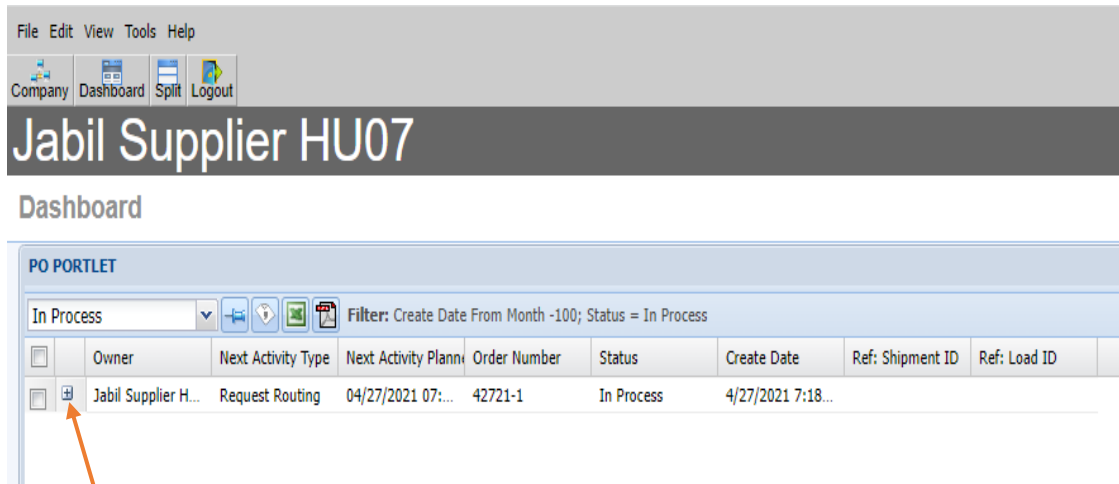 File Edit View Tools Help
Company Dashboard Split Logout
Jabil Supplier HU07
Dashboard
PO PORTLET
In Process Filter: Create Date From Month -100; Status = In Process
Owner Next Activity Type Next Activity Planne Order Number Status Create Date Ref: Shipment ID Ref: Load ID
Jabil Supplier H... Request Routing 04/27/2021 07:... 42721-1 In Process 4/27/2021 7:18...